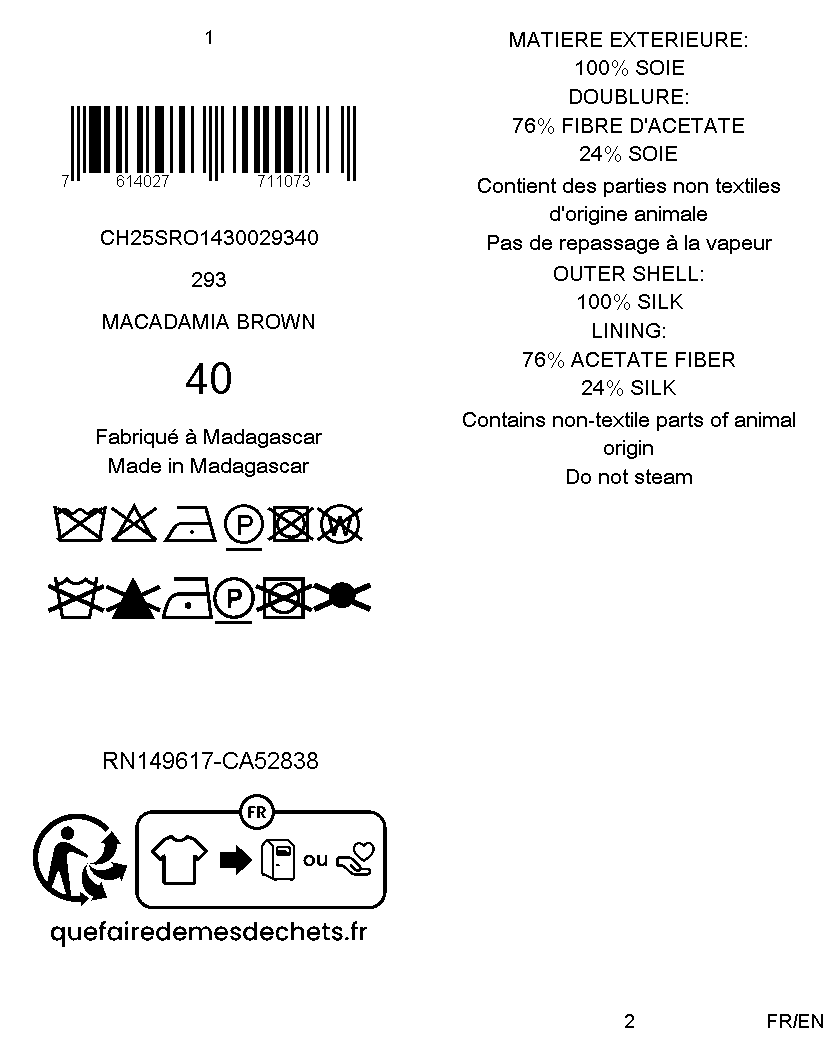 1
7 614027 711073
CH25SRO1430029340
293
MACADAMIA BROWN
40
Fabriqué à Madagascar
Made in Madagascar
P W
P
RN149617-CA52838
FR
ou
quefairedemesdechets.fr
MATIERE EXTERIEURE:
100% SOIE
DOUBLURE:
76% FIBRE D'ACETATE
24% SOIE
Contient des parties non textiles
d'origine animale
Pas de repassage à la vapeur
OUTER SHELL:
100% SILK
LINING:
76% ACETATE FIBER
24% SILK
Contains non-textile parts of animal
origin
Do not steam
2
FR/EN